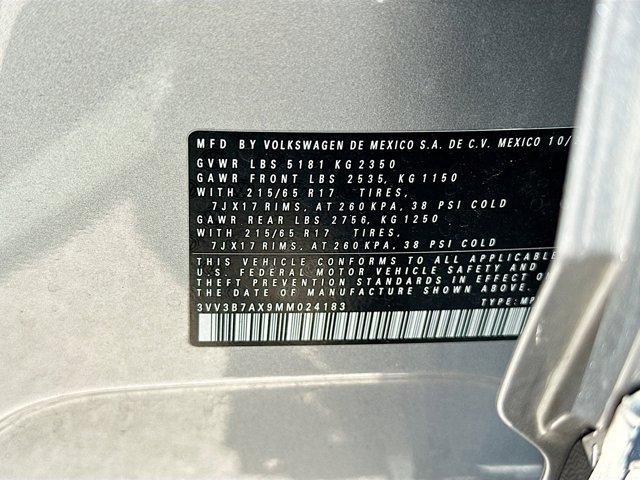 MFD BY VOLKSWAGEN DE MEXICO S.A. DE C.V. MEXICO 10/
GVWR LBS 5181 KG 2350
GAWR FRONT LBS 2535, KG 1150
WITH 215/65 R17 TIRES,
7JX17 RIMS, AT 260 KPA, 38 PSI COLD
GAWR REAR LBS 2756, KG 1250
WITH 215/65 R17 TIRES,
7JX17 RIMS, AT 260 KPA, 38 PSI COLD
THIS VEHICLE CONFORMS TO ALL APPLICABLE
U.S. FEDERAL MOTOR VEHICLE SAFETY AND
THEFT PREVENTION STANDARDS IN EFFECT ON
THE DATE OF MANUFACTURE SHOWN ABOVE.
3VV3B7AX9MM024183 TYPE: MP